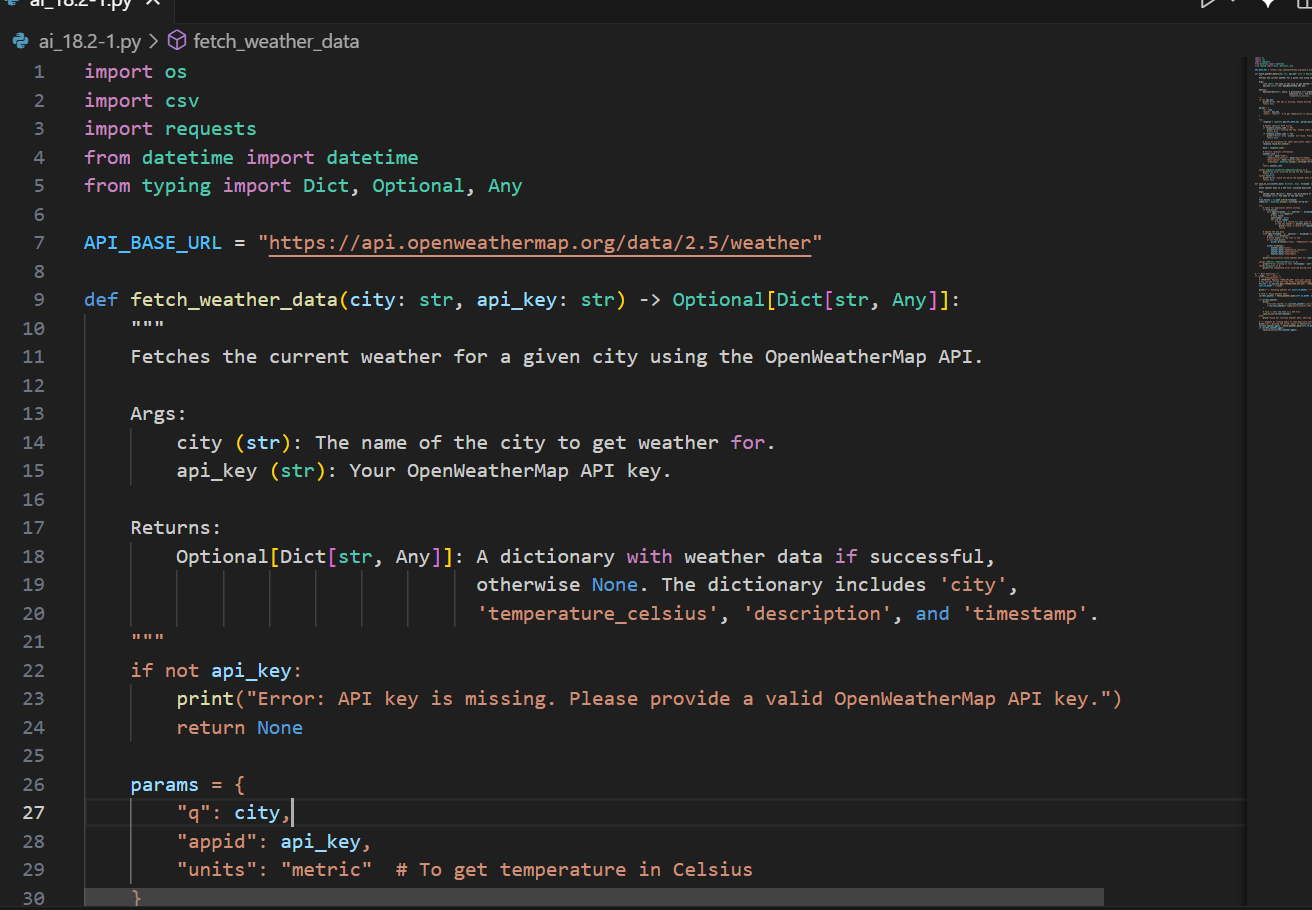 ai_18.2-1.py
ai_18.2-1.py > fetch_weather_data
1 import os
2 import csv
3 import requests
4 from datetime import datetime
5 from typing import Dict, Optional, Any
6
7 API_BASE_URL = "https://api.openweathermap.org/data/2.5/weather"
8
9 def fetch_weather_data(city: str, api_key: str) -> Optional[Dict[str, Any]]:
10 """
11 Fetches the current weather for a given city using the OpenWeatherMap API.
12
13 Args:
14 city (str): The name of the city to get weather for.
15 api_key (str): Your OpenWeatherMap API key.
16
17 Returns:
18 Optional[Dict[str, Any]]: A dictionary with weather data if successful,
19 otherwise None. The dictionary includes 'city',
20 'temperature_celsius', 'description', and 'timestamp'.
21 """
22 if not api_key:
23 print("Error: API key is missing. Please provide a valid OpenWeatherMap API key.")
24 return None
25
26 params = {
27 "q": city,
28 "appid": api_key,
29 "units": "metric"  # To get temperature in Celsius
30 }